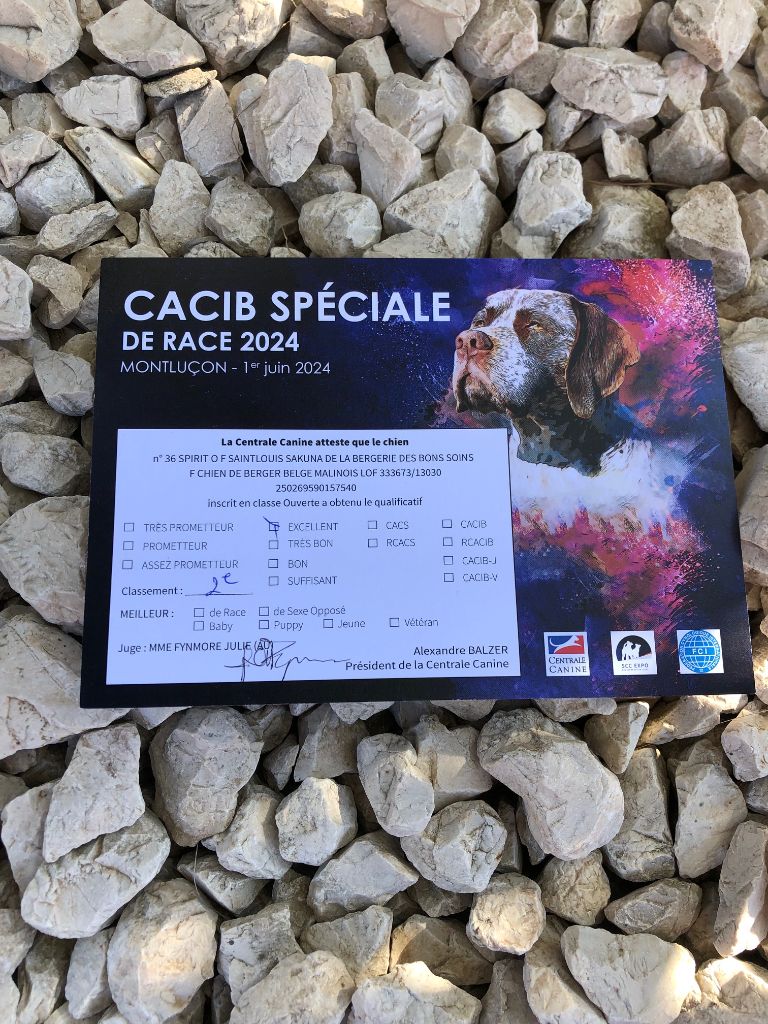 CACIB SPÉCIALE
DE RACE 2024
MONTLUÇON - 1er juin 2024
La Centrale Canine atteste que le chien
n° 36 SPIRIT O F SAINTLOUIS SAKUNA DE LA BERGERIE DES BONS SOINS
F CHIEN DE BERGER BELGE MALINOIS LOF 333673/13030
250269590157540
inscrit en classe Ouverte a obtenu le qualificatif
☐ TRÈS PROMETTEUR ☑ EXCELLENT ☐ CACS ☐ CACIB
☐ PROMETTEUR ☐ TRÈS BON ☐ RCACS ☐ RCACIB
☐ ASSEZ PROMETTEUR ☐ BON ☐ CACIB-J
☐ SUFFISANT ☐ CACIB-V
Classement : 2e
MEILLEUR : ☐ de Race ☐ de Sexe Opposé
☐ Baby ☐ Puppy ☐ Jeune ☐ Vétéran
Juge : MME FYNMORE JULIE (AU)
Alexandre BALZER
Président de la Centrale Canine
CENTRALE
CANINE
SCC EXPO
FCI